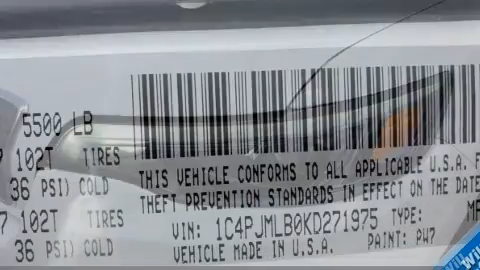 5500 LB
102T TIRES
36 PSI) COLD
THIS VEHICLE CONFORMS TO ALL APPLICABLE U.S.A. F
THEFT PREVENTION STANDARDS IN EFFECT ON THE DATE
7 102T TIRES
36 PSI) COLD
VIN: 1C4PJMLB0KD271975 TYPE:
VEHICLE MADE IN U.S.A. PAINT: PW7